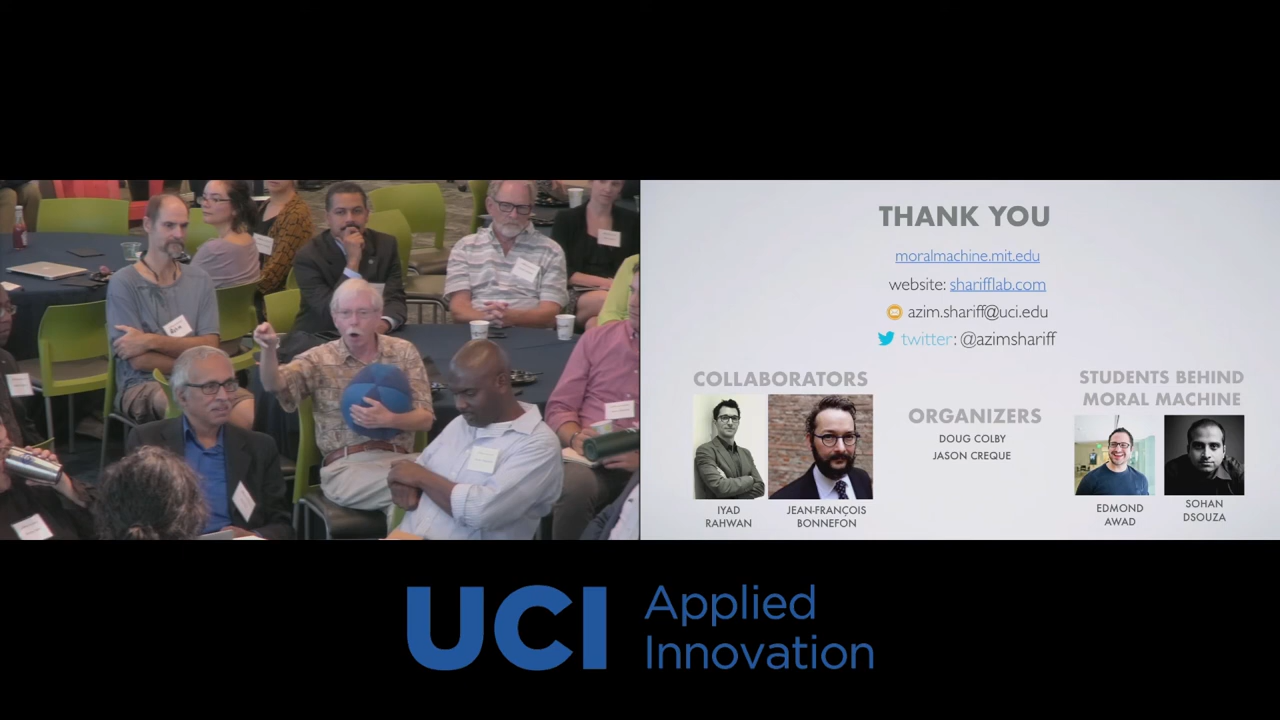 THANK YOU
moralmachine.mit.edu
website: sharifflab.com
azim.shariff@uci.edu
twitter: @azimshariff
COLLABORATORS
IYAD
RAHWAN
JEAN-FRANÇOIS
BONNEFON
ORGANIZERS
DOUG COLBY
JASON CREQUE
STUDENTS BEHIND
MORAL MACHINE
EDMOND
AWAD
SOHAN
DSOUZA
UCI Applied
Innovation